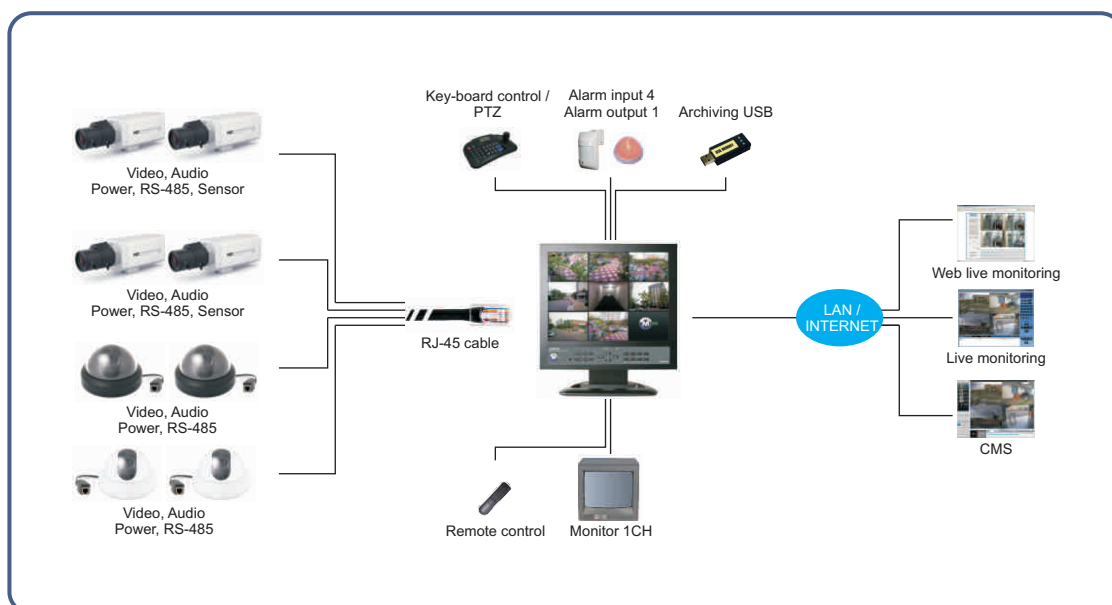 Key-board control /
PTZ
Alarm input 4
Alarm output 1
Archiving USB
Video, Audio
Power, RS-485, Sensor
Video, Audio
Power, RS-485, Sensor
RJ-45 cable
Video, Audio
Power, RS-485
Video, Audio
Power, RS-485
Remote control
Monitor 1CH
LAN /
INTERNET
Web live monitoring
Live monitoring
CMS